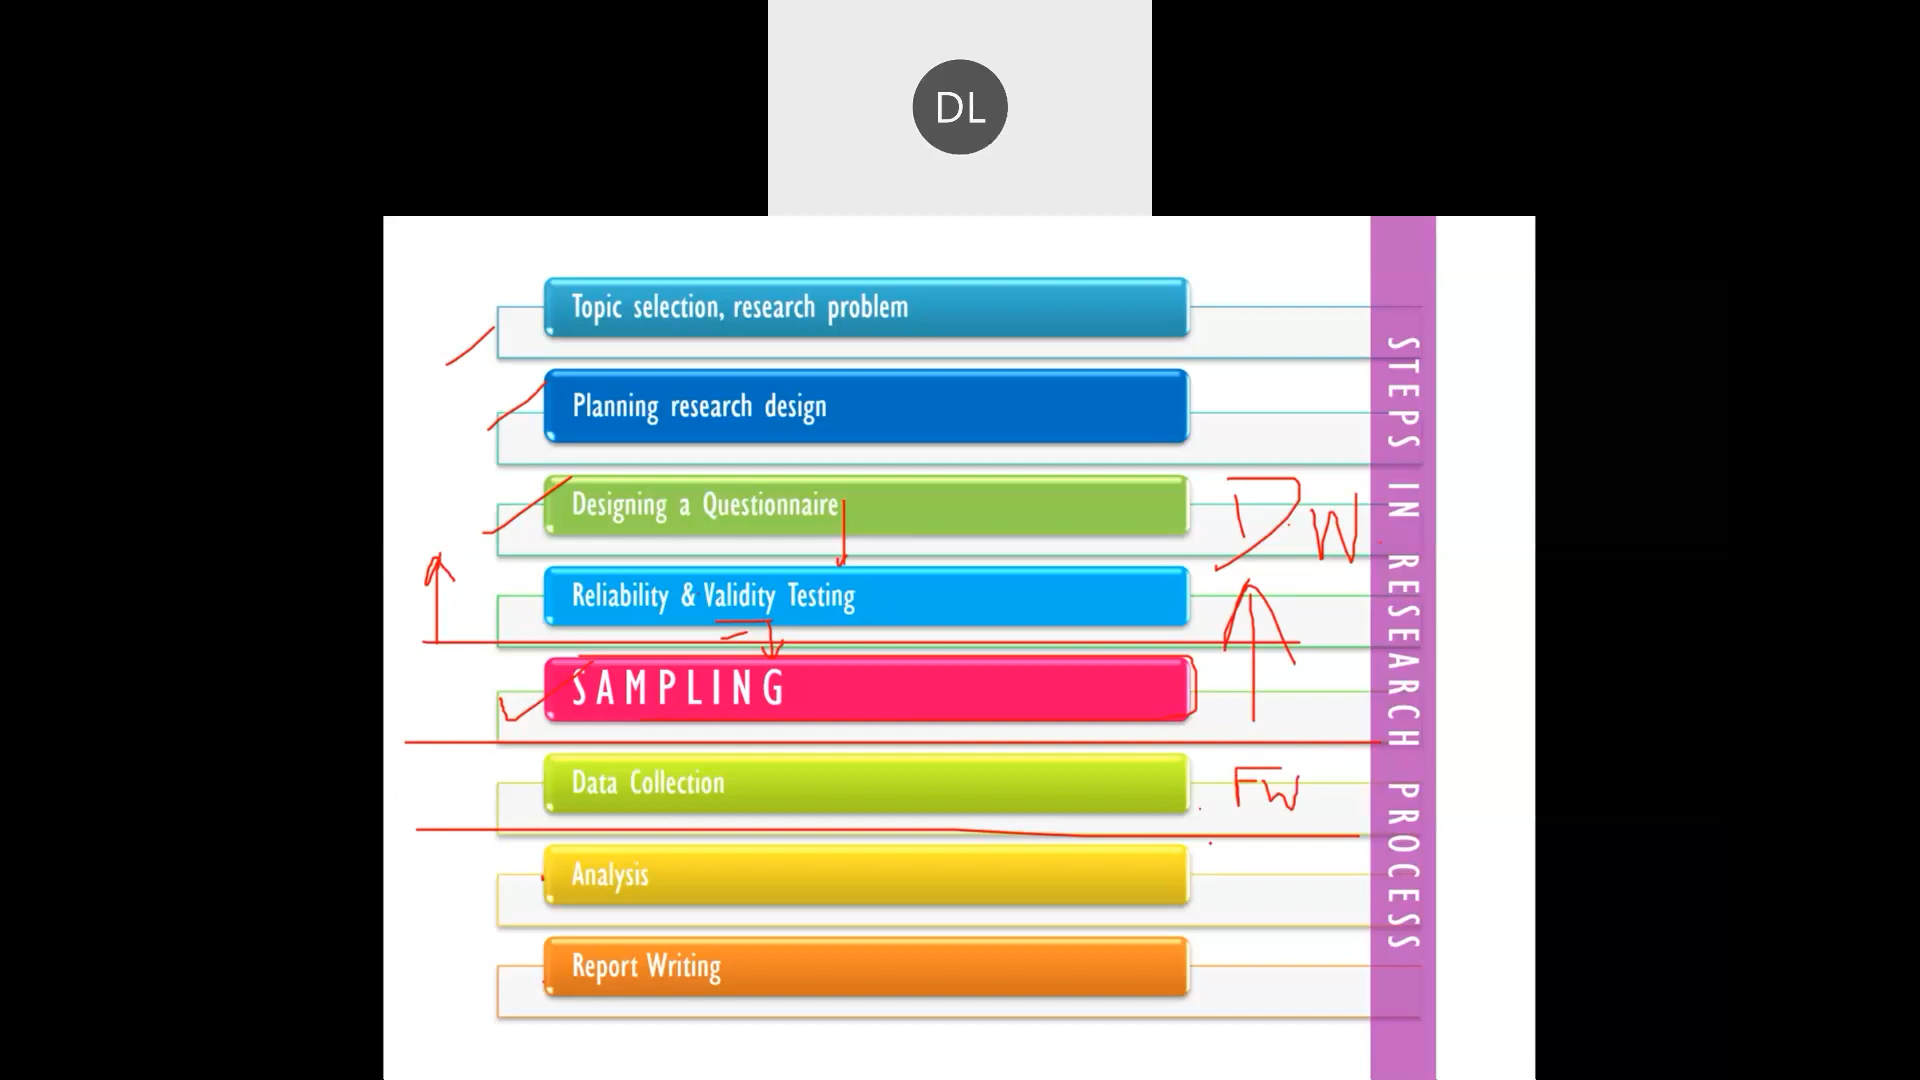 DL
Topic selection, research problem
Planning research design
Designing a Questionnaire
D.W.
Reliability & Validity Testing
SAMPLING
Data Collection
FW
Analysis
Report Writing
STEPS IN RESEARCH PROCESS